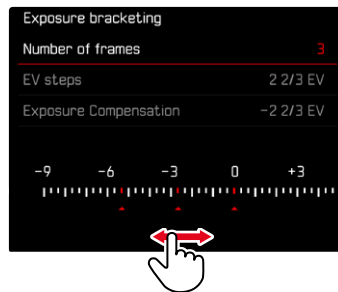 Exposure bracketing
Number of frames 3
EV steps 2 2/3 EV
Exposure Compensation -2 2/3 EV
-9 -6 -3 0 +3